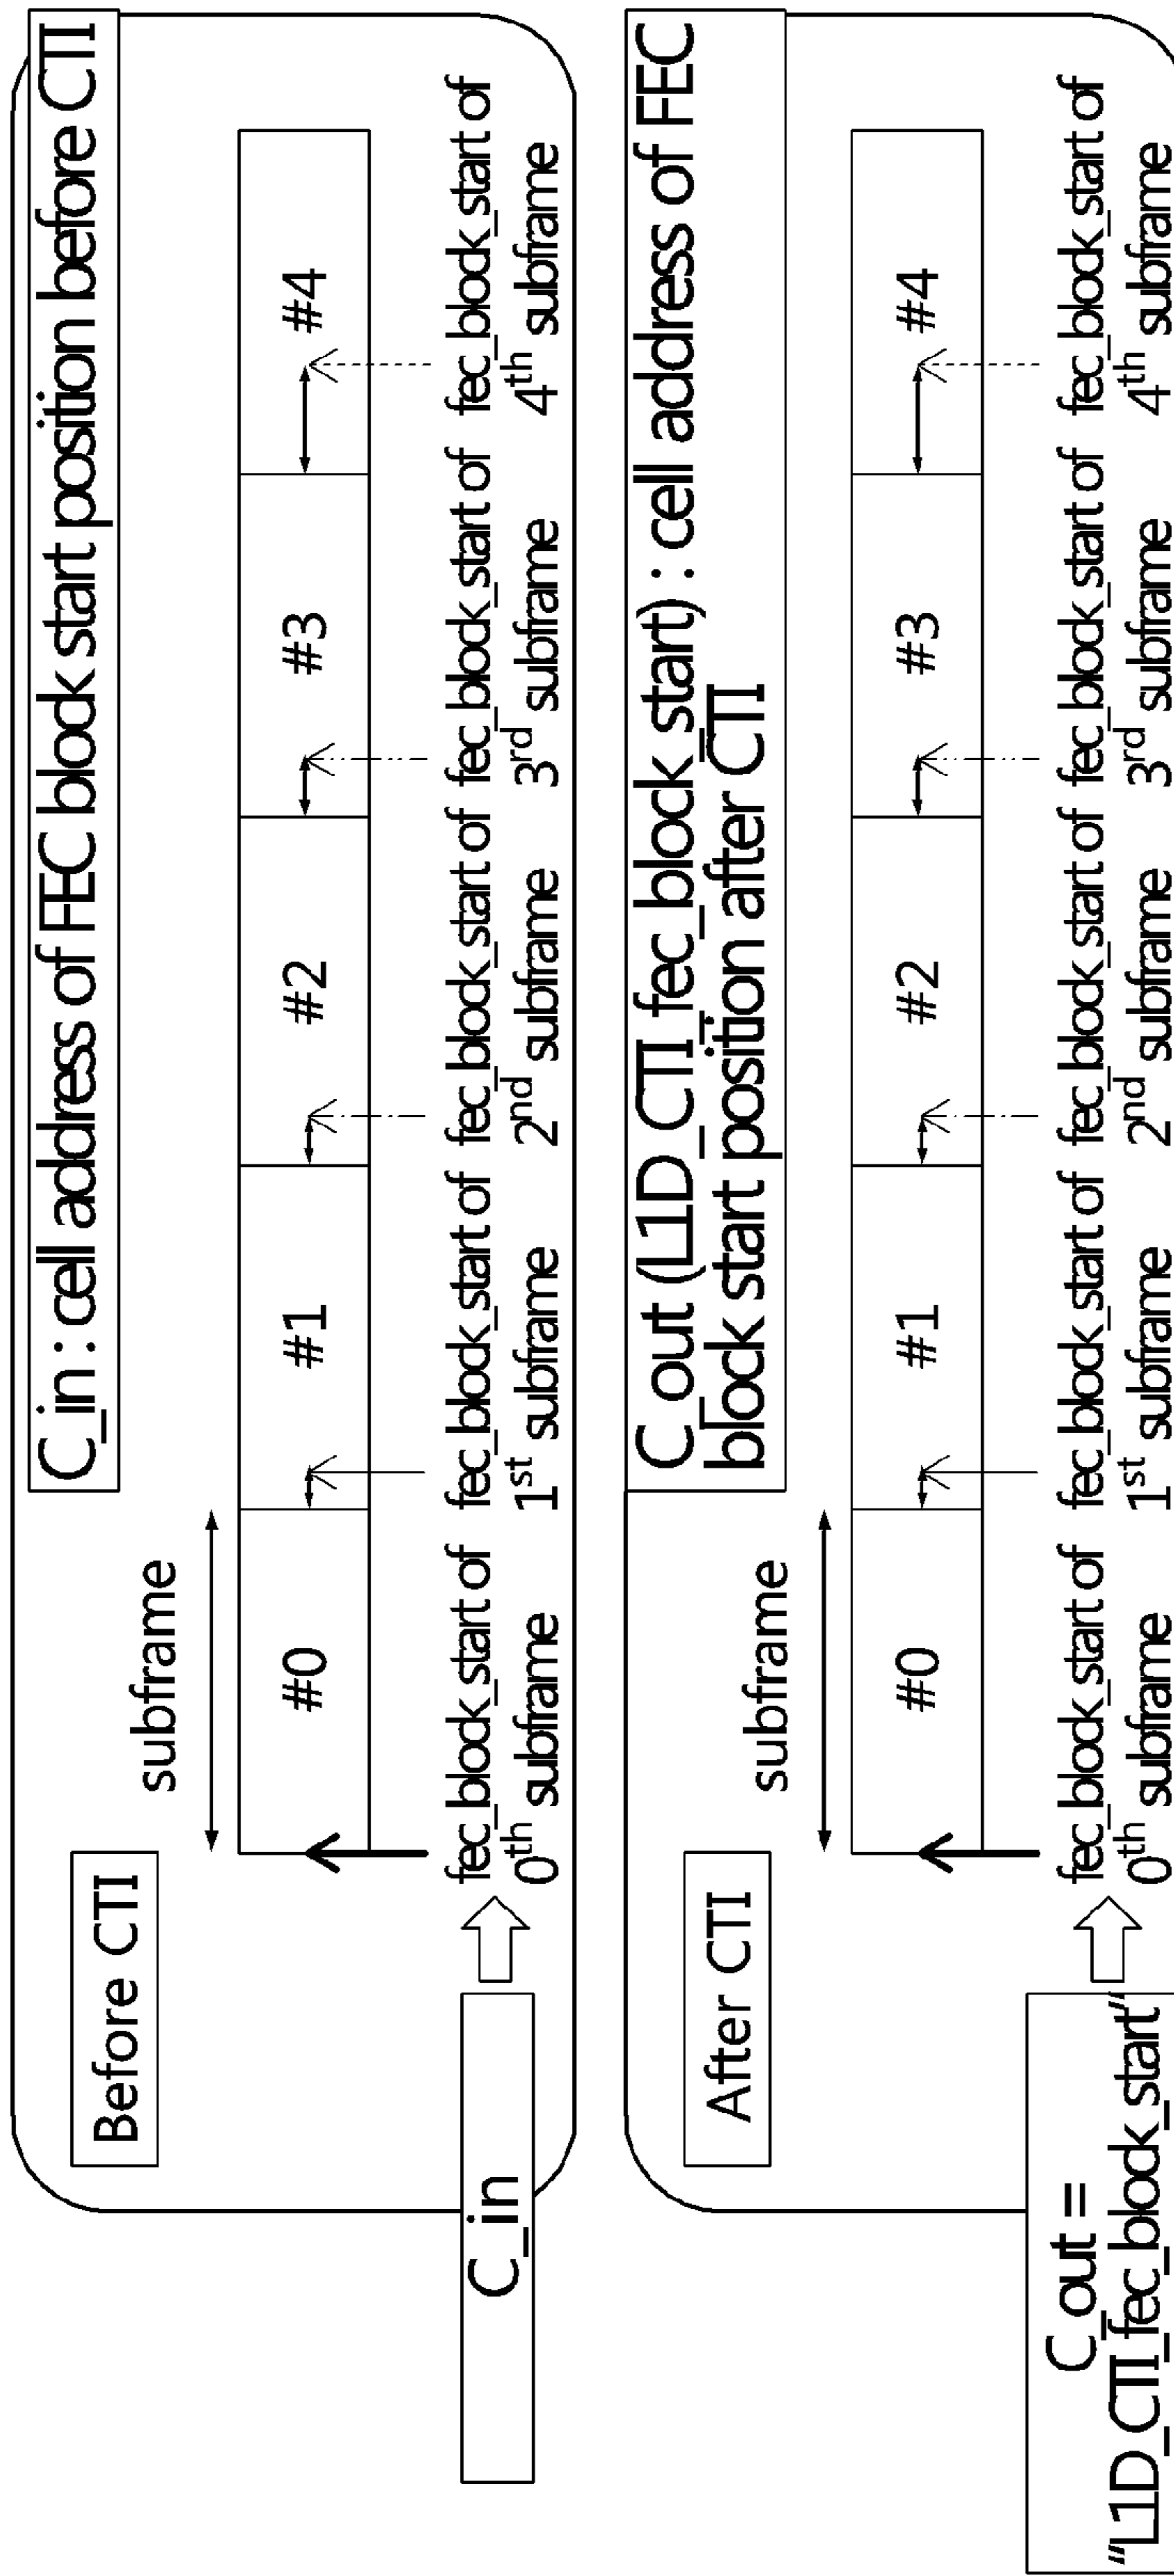 C_in : cell address of FEC block start position before CTI
Before CTI
subframe
#0 #1 #2 #3 #4
C_in
fec_block_start of fec_block_start of fec_block_start of fec_block_start of fec_block_start of
0th subframe 1st subframe 2nd subframe 3rd subframe 4th subframe
C_out (L1D_CTI_fec_block_start) : cell address of FEC
block start position after CTI
After CTI
subframe
#0 #1 #2 #3 #4
C_out =
“L1D_CTI_fec_block_start”
fec_block_start of fec_block_start of fec_block_start of fec_block_start of fec_block_start of
0th subframe 1st subframe 2nd subframe 3rd subframe 4th subframe